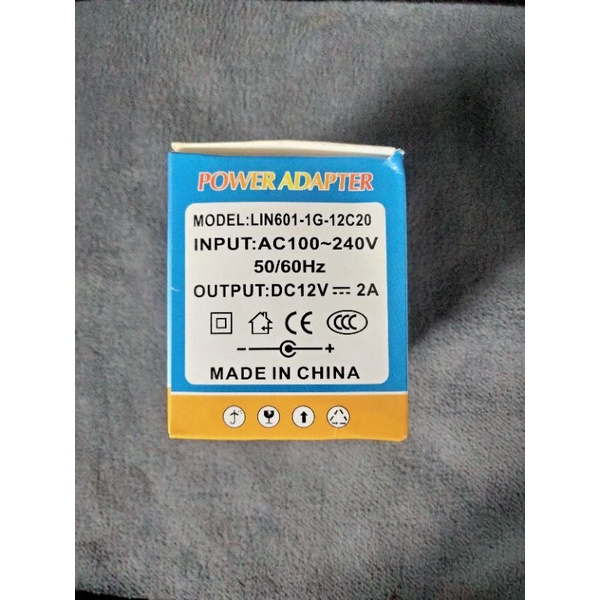 POWER ADAPTER
MODEL:LIN601-1G-12C20
INPUT:AC100~240V
50/60Hz
OUTPUT:DC12V ⎓ 2A
CE CCC
- +
MADE IN CHINA